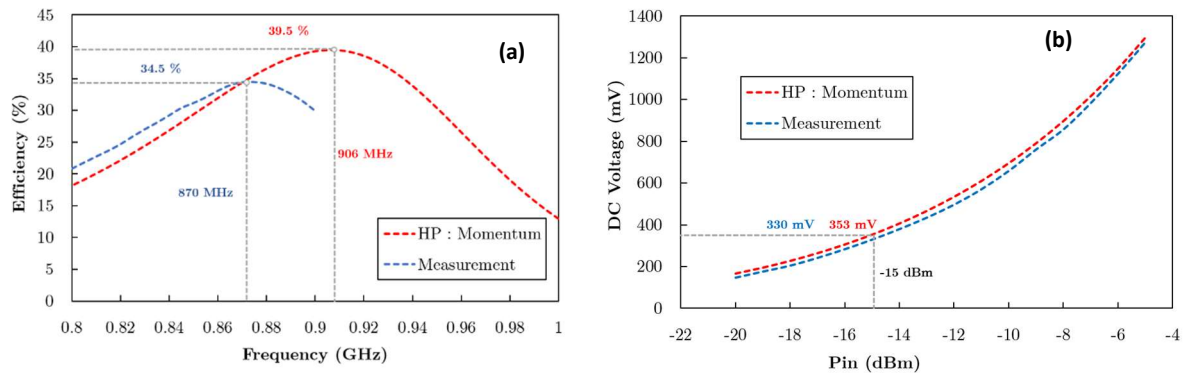 45
40
35
30
25
20
15
10
5
0
Efficiency (%)
39.5 %
34.5 %
(a)
906 MHz
870 MHz
HP : Momentum
Measurement
0.8 0.82 0.84 0.86 0.88 0.9 0.92 0.94 0.96 0.98 1
Frequency (GHz)
1400
1200
1000
800
600
400
200
0
DC Voltage (mV)
(b)
HP : Momentum
Measurement
330 mV 353 mV
-15 dBm
-22 -20 -18 -16 -14 -12 -10 -8 -6 -4
Pin (dBm)